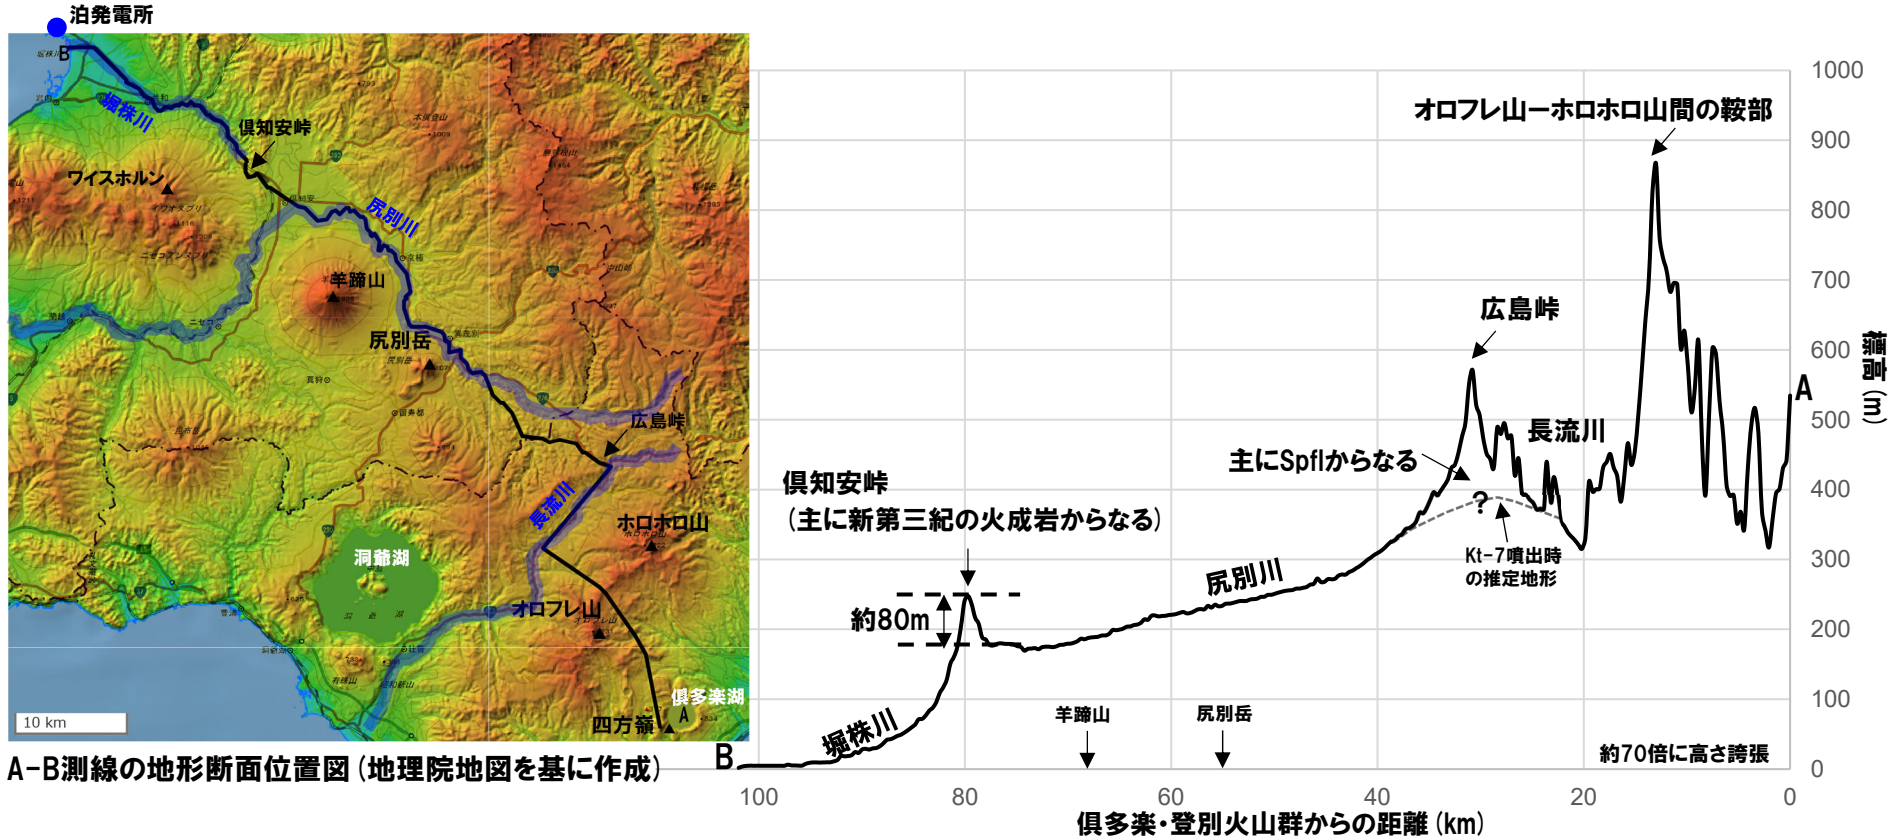 泊発電所
B
堀株川
倶知安峠
ワイスホルン
尻別川
羊蹄山
尻別岳
広島峠
長流川
ホロホロ山
洞爺湖
オロフレ山
倶多楽湖
四方嶺
A
10 km
A-B測線の地形断面位置図(地理院地図を基に作成)
1000
900
800
700
600
500
400
300
200
100
0
標高(m)
オロフレ山ーホロホロ山間の鞍部
広島峠
A
長流川
主にSpflからなる
?
Kt-7噴出時
の推定地形
倶知安峠
(主に新第三紀の火成岩からなる)
約80m
尻別川
堀株川
羊蹄山
尻別岳
約70倍に高さ誇張
B
100
80
60
40
20
0
倶多楽・登別火山群からの距離(km)